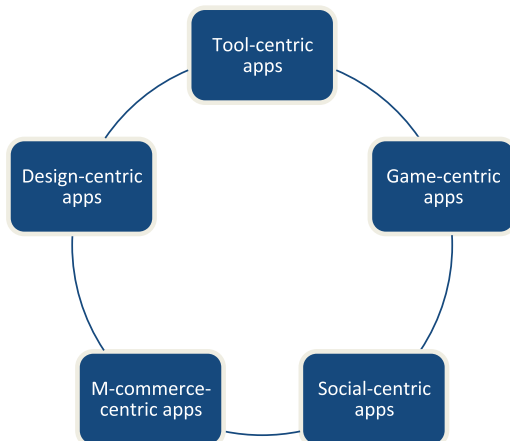 Tool-centric
apps
Game-centric
apps
Social-centric
apps
M-commerce-
centric apps
Design-centric
apps